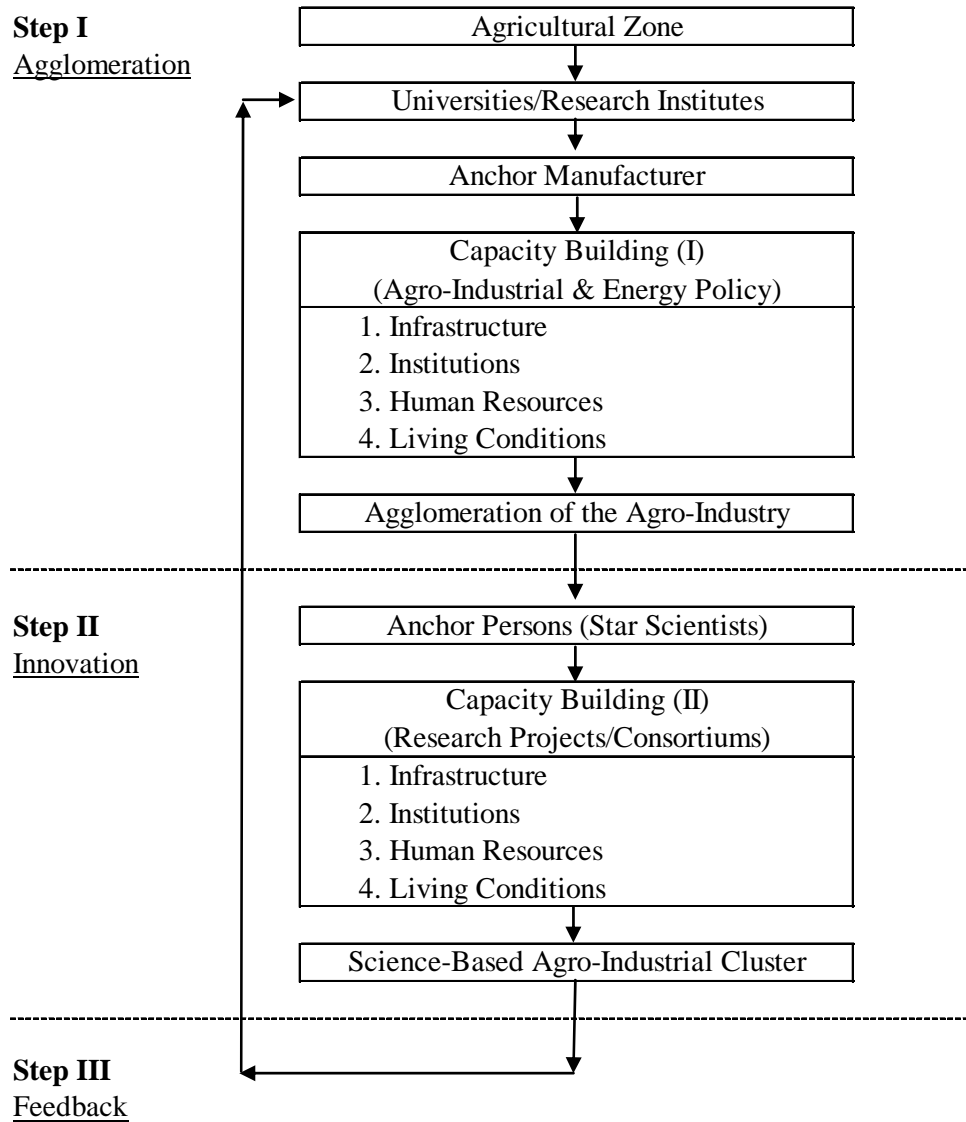 Step I
Agglomeration
Agricultural Zone
Universities/Research Institutes
Anchor Manufacturer
Capacity Building (I)
(Agro-Industrial & Energy Policy)
1. Infrastructure
2. Institutions
3. Human Resources
4. Living Conditions
Agglomeration of the Agro-Industry
Step II
Innovation
Anchor Persons (Star Scientists)
Capacity Building (II)
(Research Projects/Consortiums)
1. Infrastructure
2. Institutions
3. Human Resources
4. Living Conditions
Science-Based Agro-Industrial Cluster
Step III
Feedback